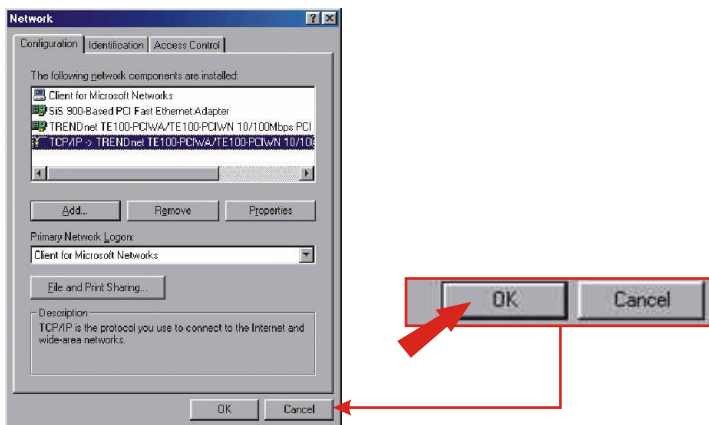 Network
Configuration Identification Access Control
The following network components are installed:
Client for Microsoft Networks
SiS 900-Based PCI Fast Ethernet Adapter
TRENDnet TE100-PCIWA/TE100-PCIWN 10/100Mbps PCI
TCP/IP -> TRENDnet TE100-PCIWA/TE100-PCIWN 10/100
Add... Remove Properties
Primary Network Logon:
Client for Microsoft Networks
File and Print Sharing...
Description
TCP/IP is the protocol you use to connect to the Internet and
wide-area networks.
OK Cancel
OK Cancel